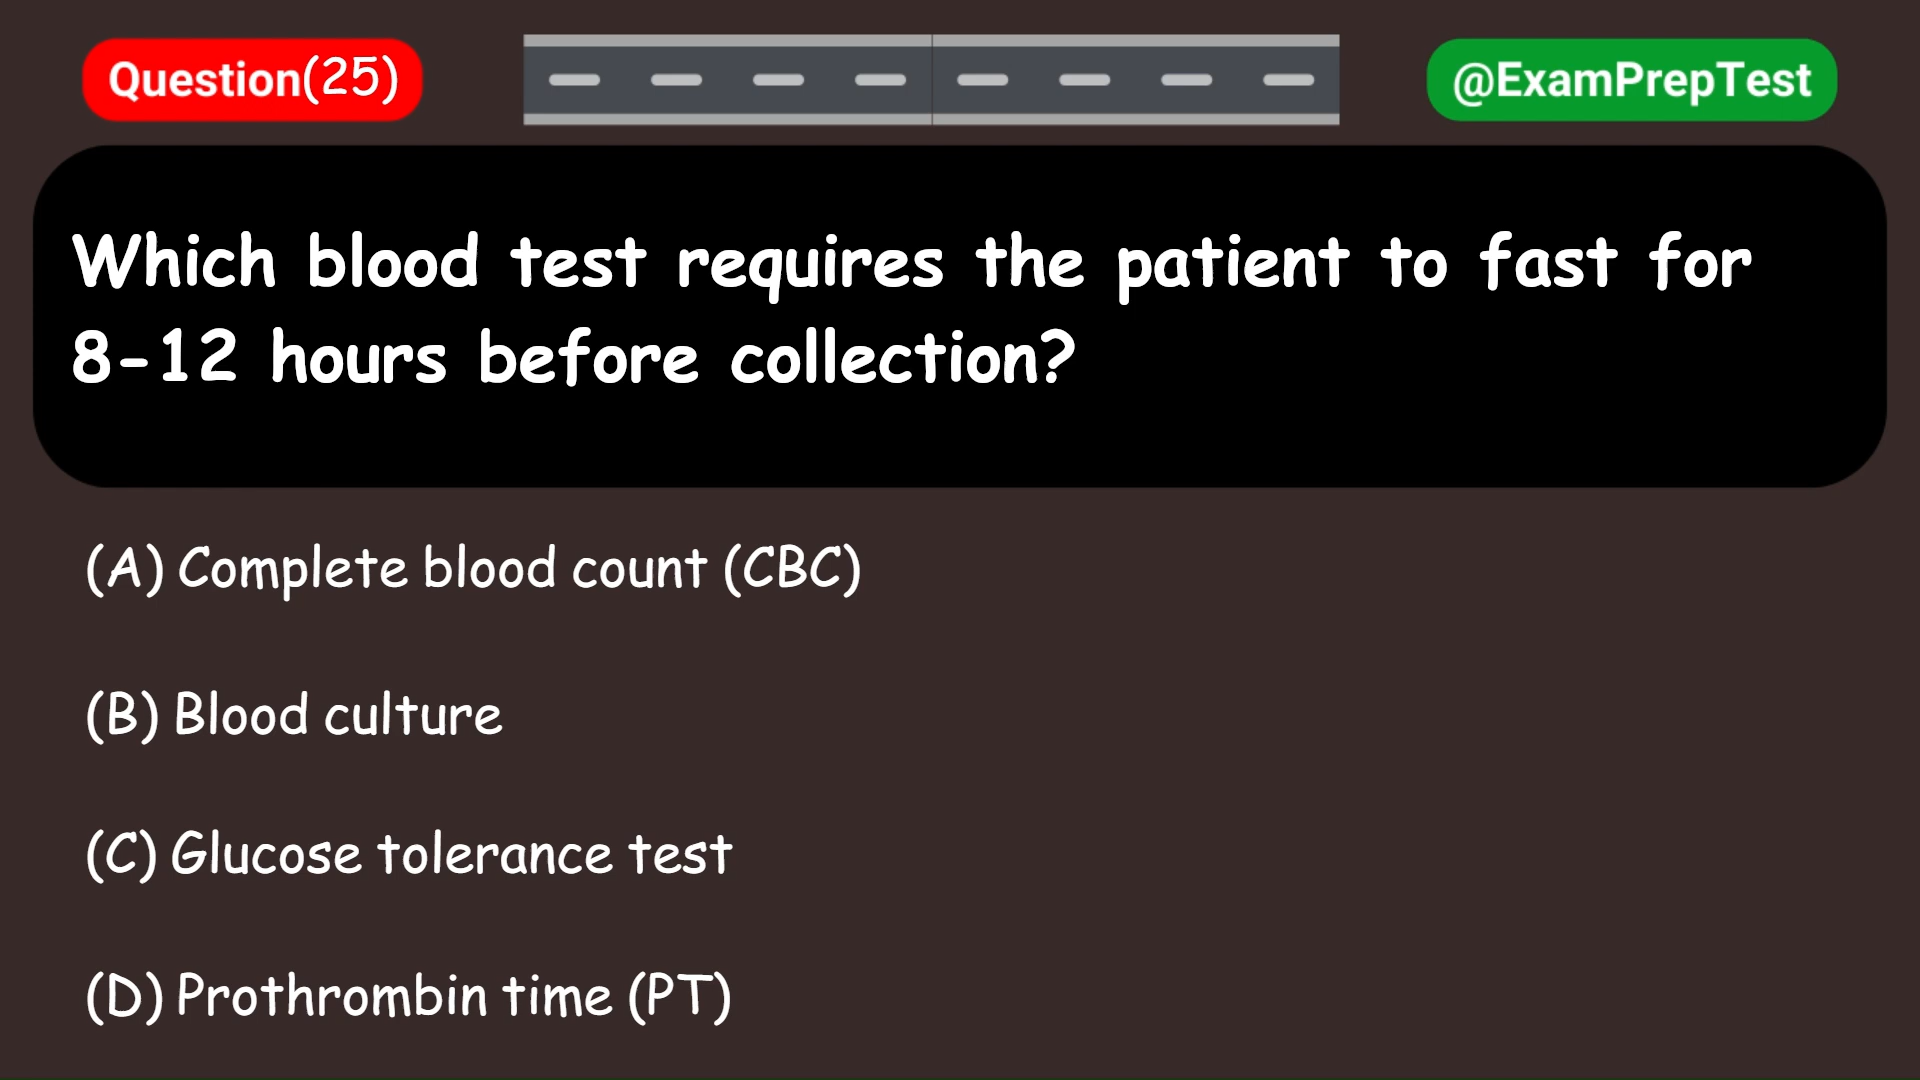 Question(25)
@ExamPrepTest
Which blood test requires the patient to fast for
8-12 hours before collection?
(A) Complete blood count (CBC)
(B) Blood culture
(C) Glucose tolerance test
(D) Prothrombin time (PT)